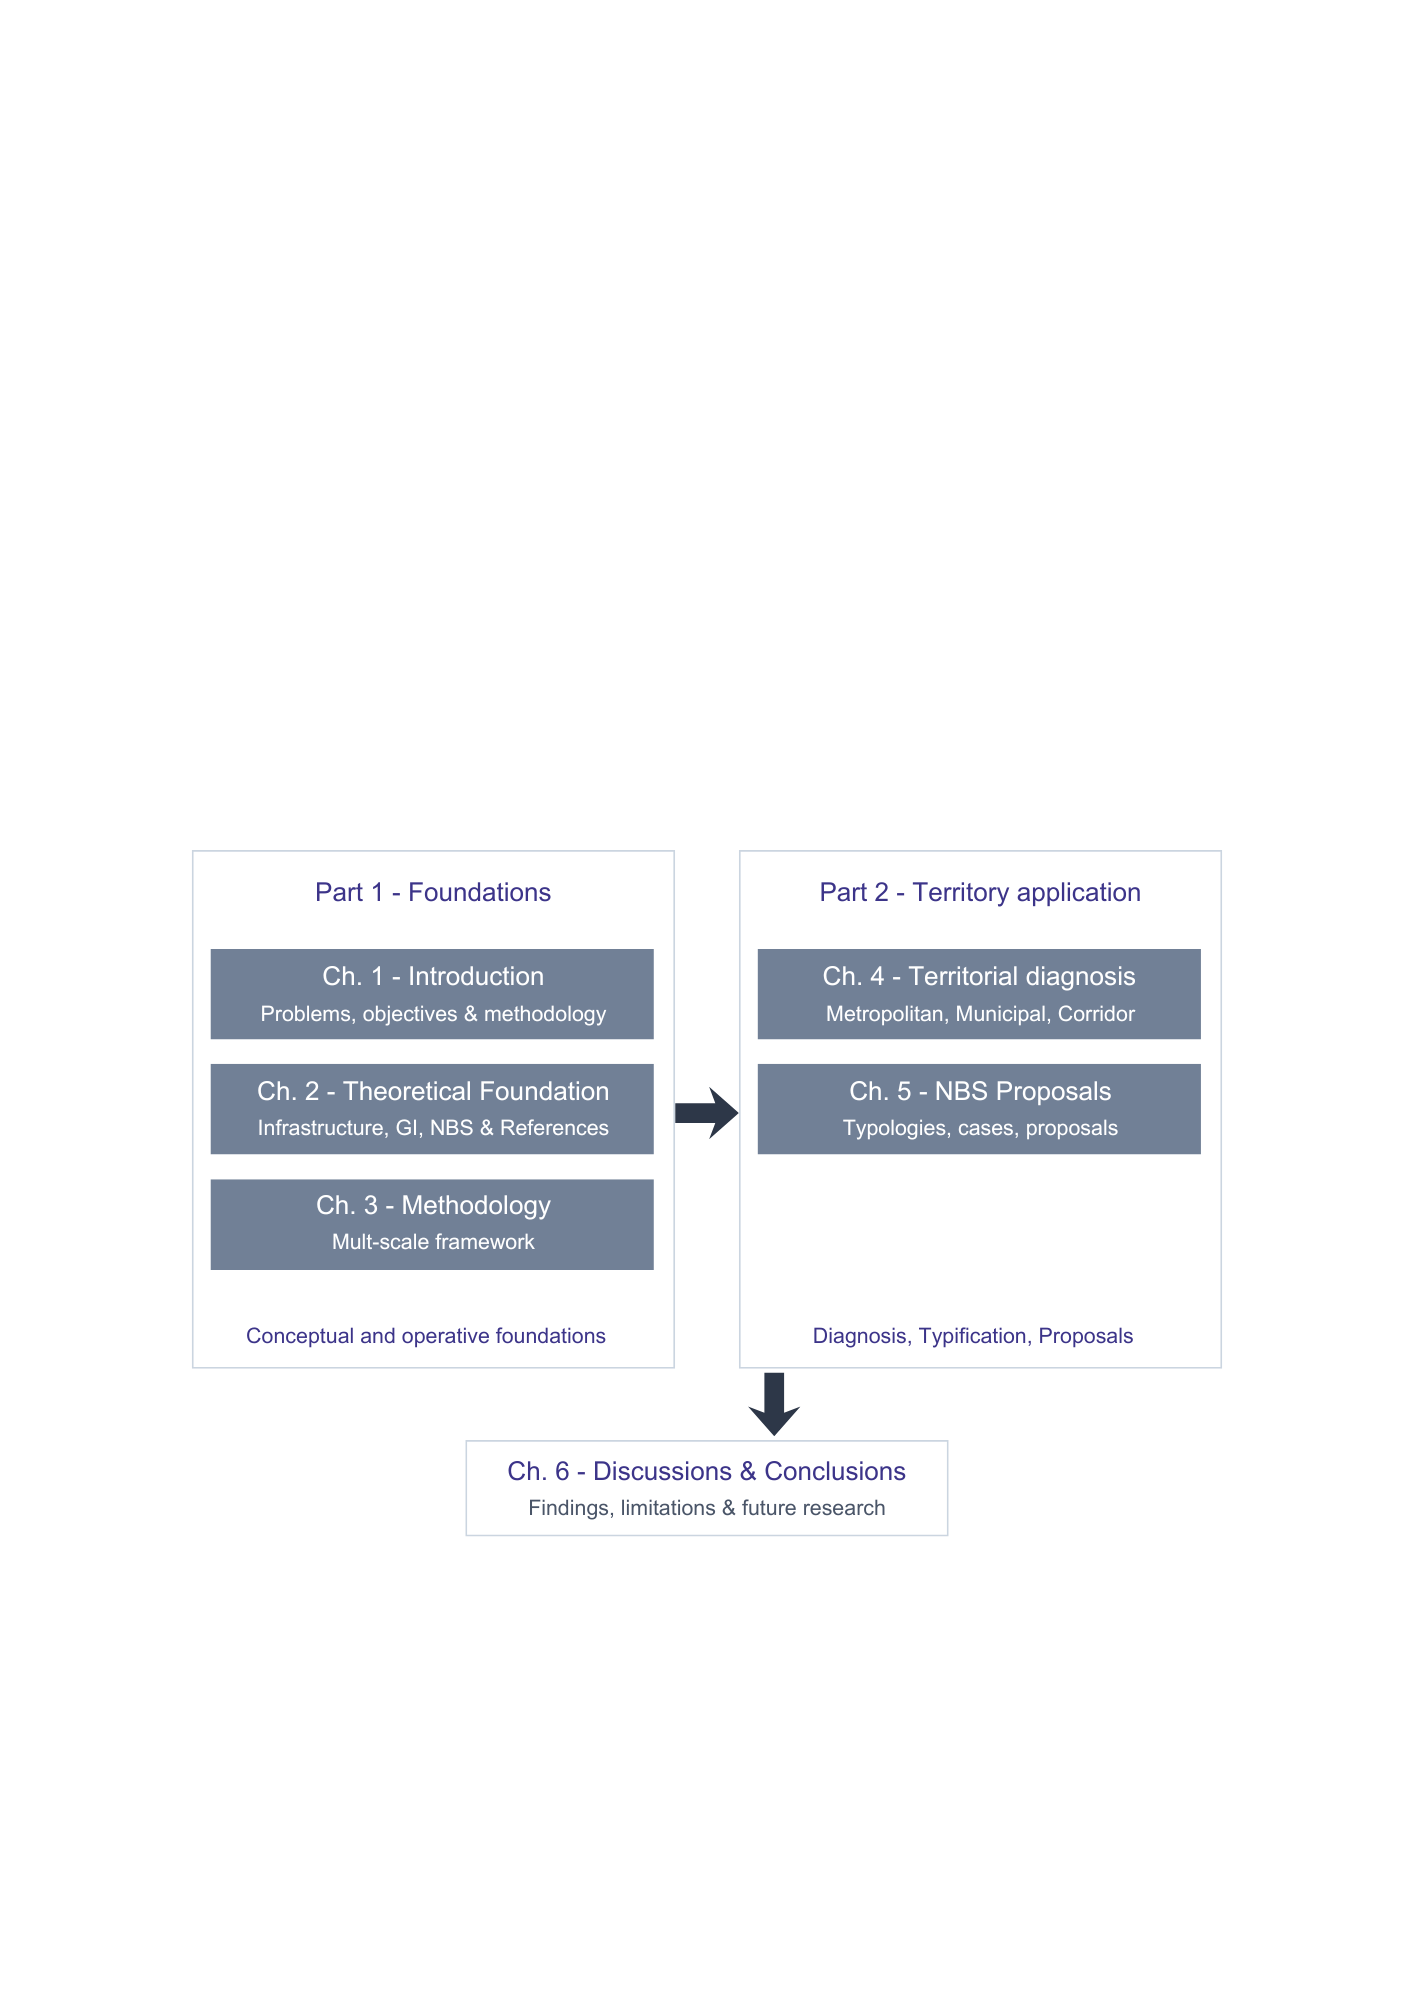 Part 1 - Foundations
Ch. 1 - Introduction
Problems, objectives & methodology
Ch. 2 - Theoretical Foundation
Infrastructure, GI, NBS & References
Ch. 3 - Methodology
Mult-scale framework
Conceptual and operative foundations
Part 2 - Territory application
Ch. 4 - Territorial diagnosis
Metropolitan, Municipal, Corridor
Ch. 5 - NBS Proposals
Typologies, cases, proposals
Diagnosis, Typification, Proposals
Ch. 6 - Discussions & Conclusions
Findings, limitations & future research